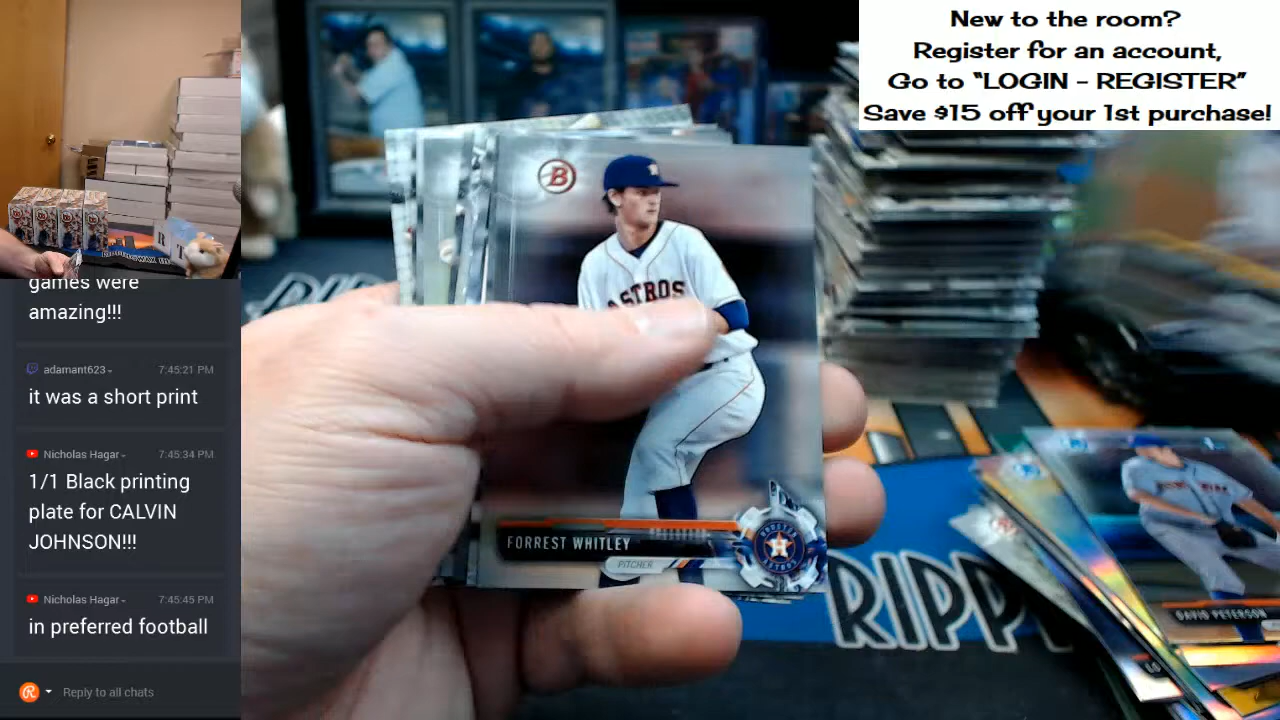 New to the room?
Register for an account,
Go to "LOGIN - REGISTER"
Save $15 off your 1st purchase!
games were
amazing!!!
adamant623
7:45:21 PM
it was a short print
Nicholas Hagar
7:45:34 PM
1/1 Black printing
plate for CALVIN
JOHNSON!!!
Nicholas Hagar
7:45:45 PM
in preferred football
Reply to all chats
B
ASTROS
FORREST WHITLEY
PITCHER
DAVID PETERSON
RIPP